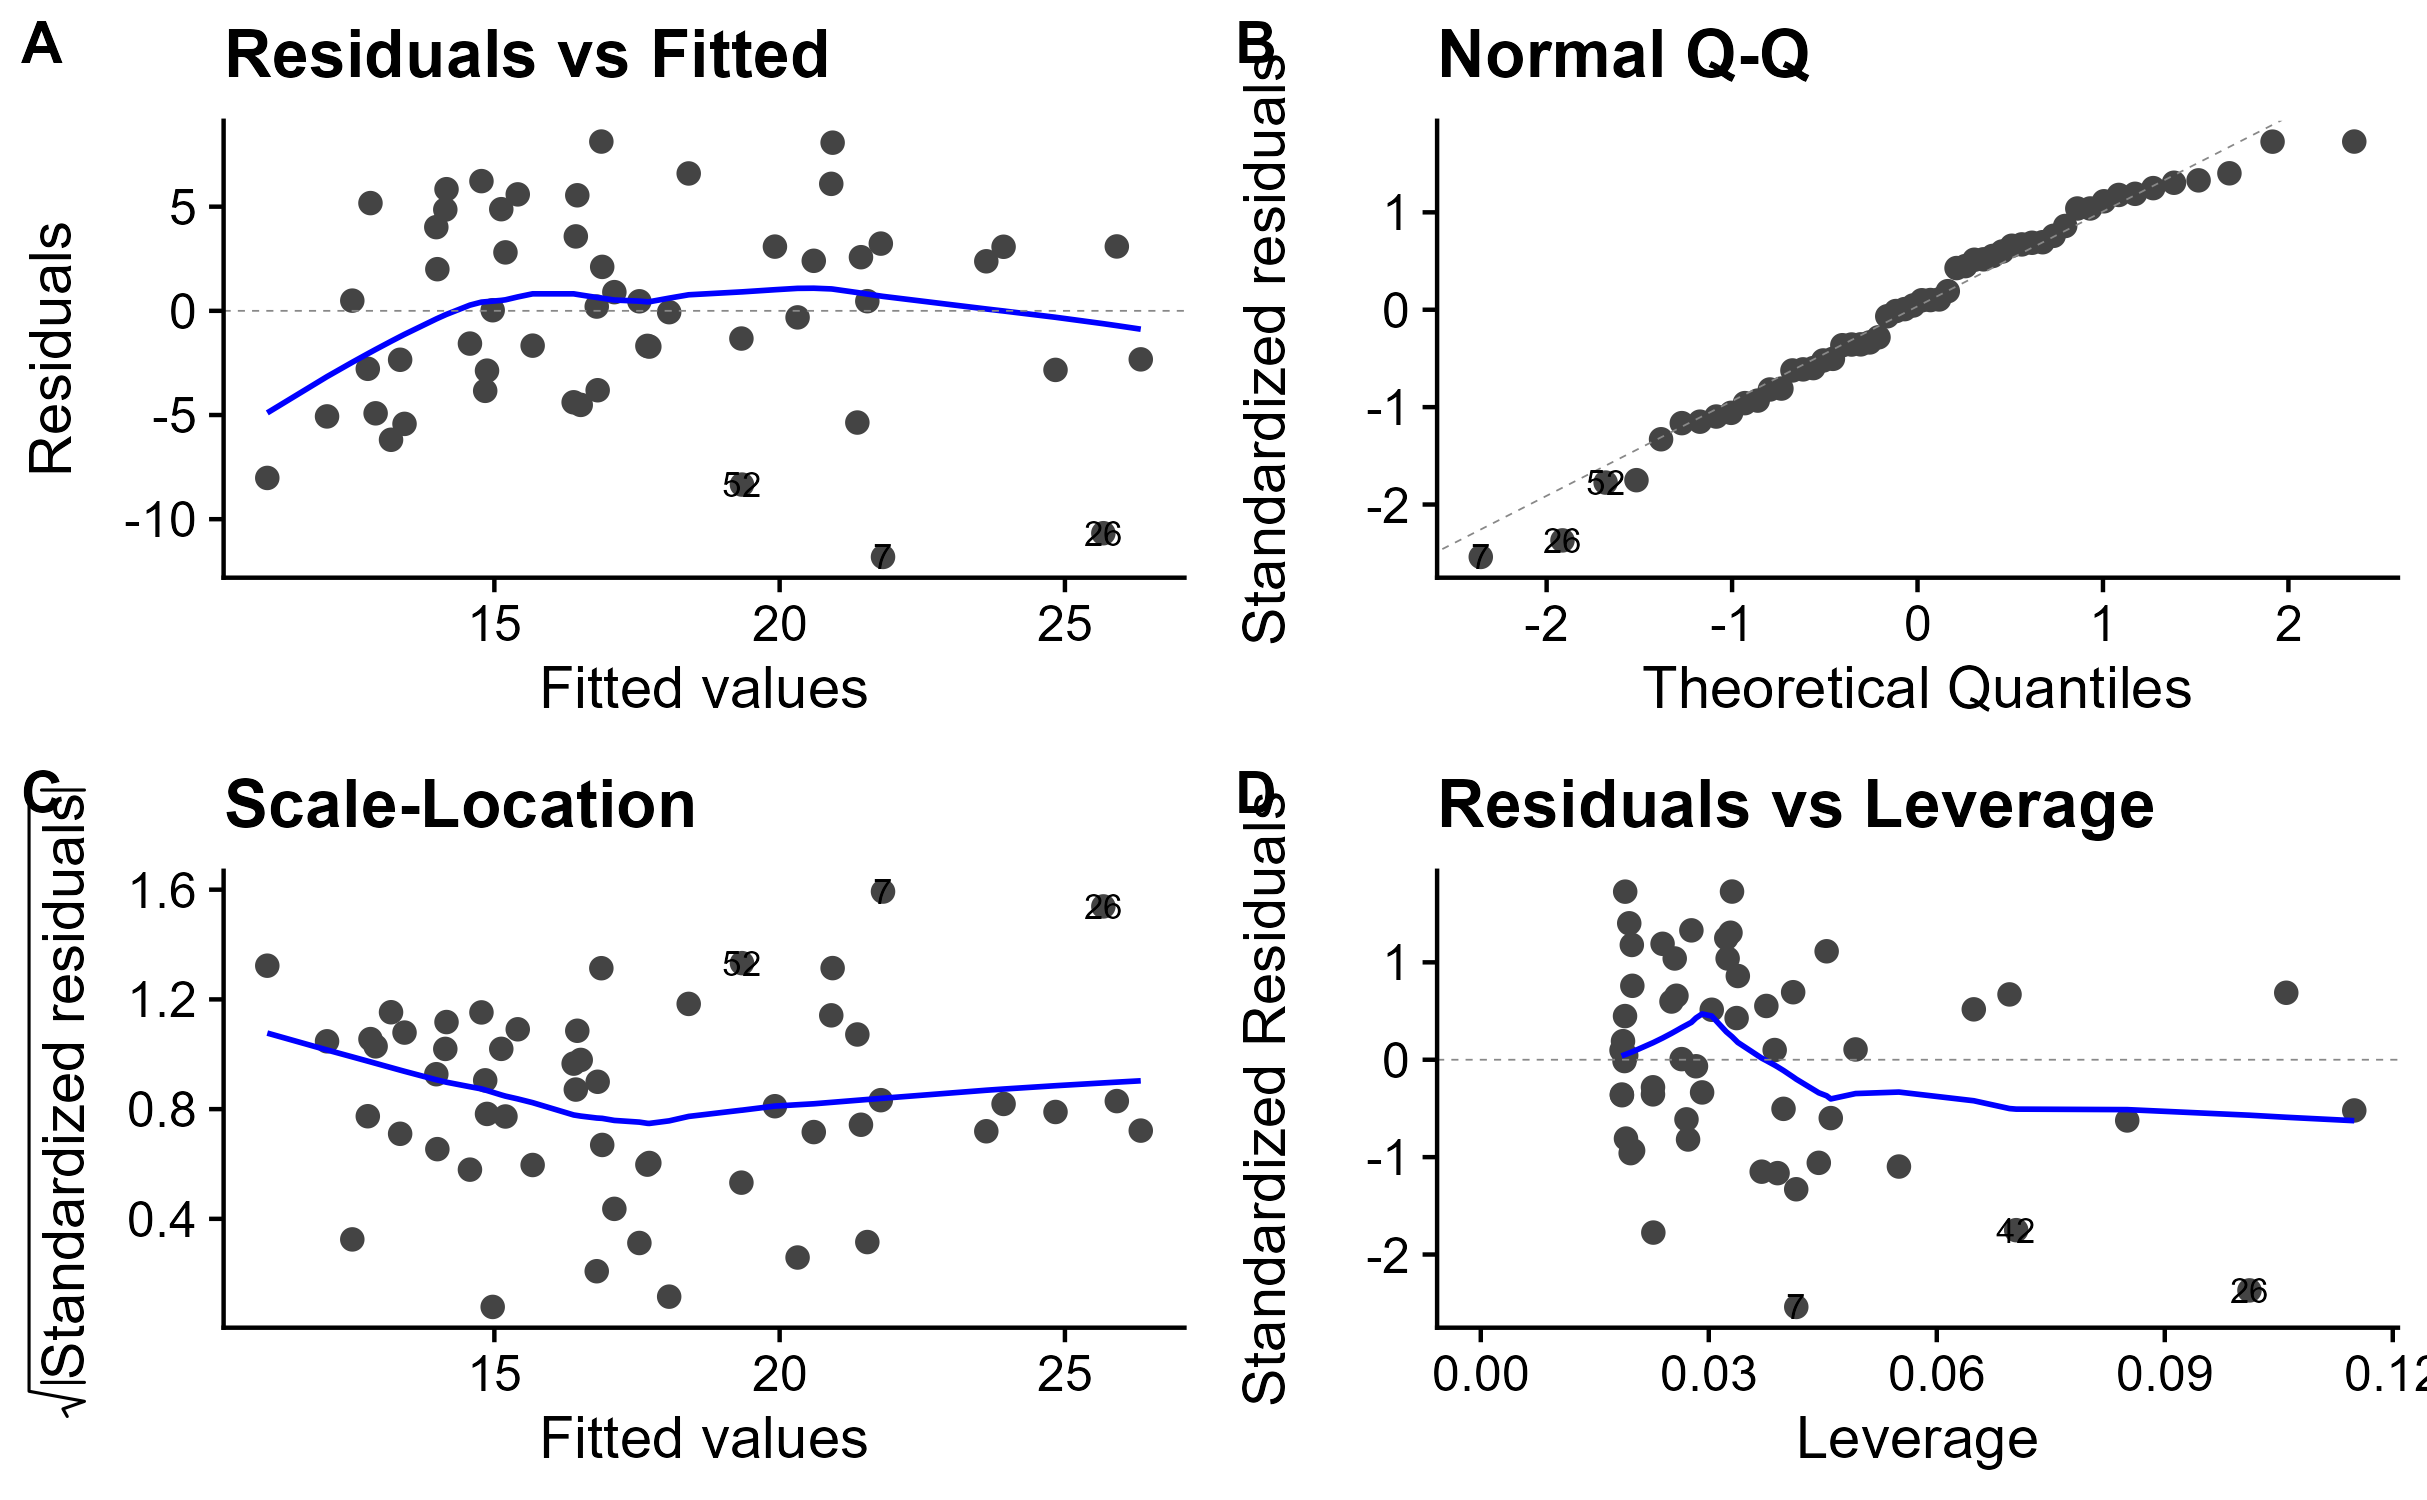 A
Residuals vs Fitted
Residuals
5
0
-5
-10
52
26
7
15
20
25
Fitted values
B
Normal Q-Q
Standardized residuals
1
0
-1
-2
52
26
7
-2
-1
0
1
2
Theoretical Quantiles
C
Scale-Location
√|Standardized residuals|
1.6
1.2
0.8
0.4
7
26
52
15
20
25
Fitted values
D
Residuals vs Leverage
Standardized Residuals
1
0
-1
-2
42
26
7
0.00
0.03
0.06
0.09
0.12
Leverage